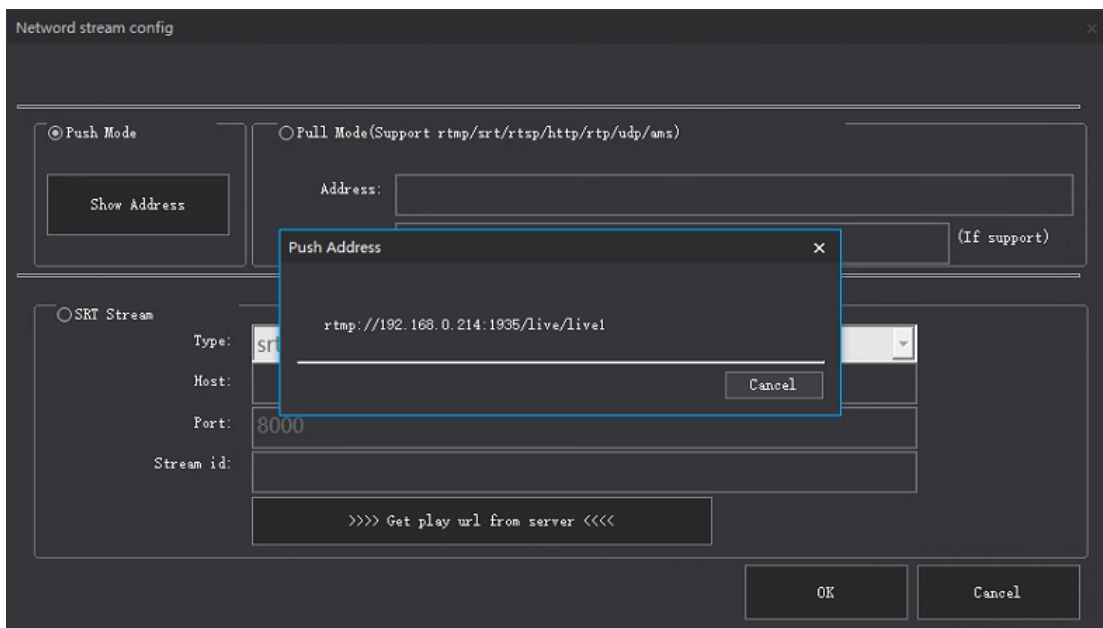 Netword stream config
Push Mode
Pull Mode(Support rtmp/srt/rtsp/http/rtp/udp/ams)
Show Address
Address:
(If support)
Push Address
rtmp://192.168.0.214:1935/live/live1
Cancel
SRT Stream
Type:
srt
Host:
Port:
8000
Stream id:
>>>> Get play url from server <<<<
OK
Cancel